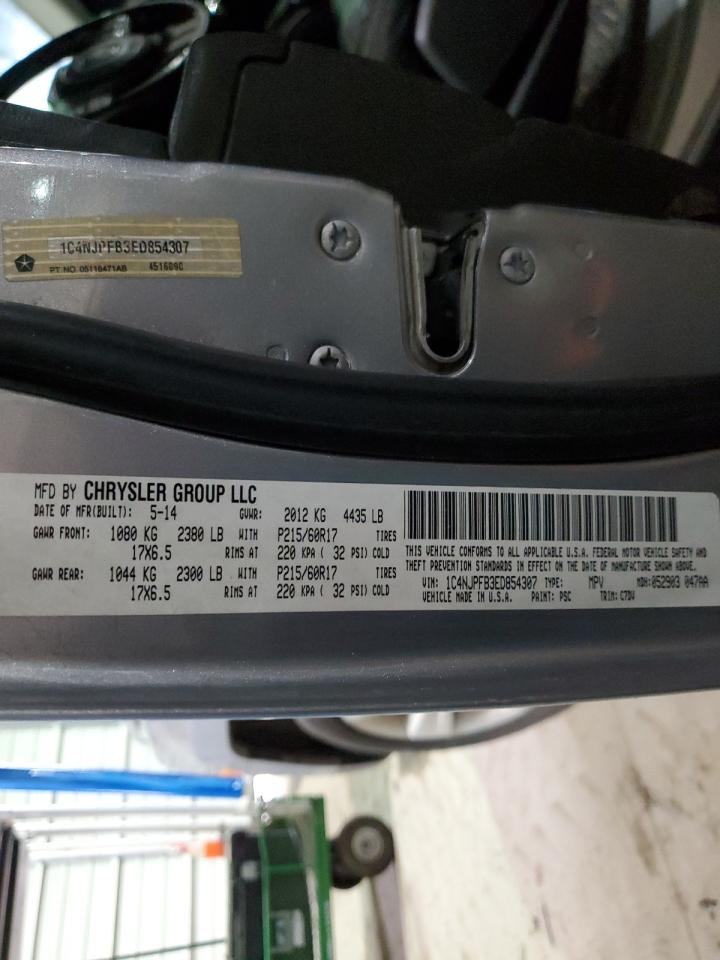 1C4NJPFB3ED854307
PT. NO. 05116471AB 451609C
MFD BY CHRYSLER GROUP LLC
DATE OF MFR(BUILT): 5-14 GVWR: 2012 KG 4435 LB
GAWR FRONT: 1080 KG 2380 LB WITH P215/60R17 TIRES
17X6.5 RIMS AT 220 KPA ( 32 PSI) COLD
GAWR REAR: 1044 KG 2300 LB WITH P215/60R17 TIRES
17X6.5 RIMS AT 220 KPA ( 32 PSI) COLD
THIS VEHICLE CONFORMS TO ALL APPLICABLE U.S.A. FEDERAL MOTOR VEHICLE SAFETY AND
THEFT PREVENTION STANDARDS IN EFFECT ON THE DATE OF MANUFACTURE SHOWN ABOVE.
VIN: 1C4NJPFB3ED854307 TYPE: MPV MDH: 052903 047AA
VEHICLE MADE IN U.S.A. PAINT: PSC TRIM: C7DV